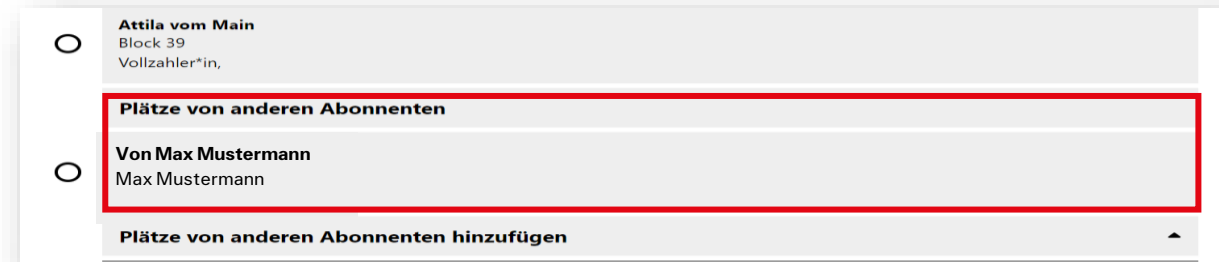 Attila vom Main
Block 39
Vollzahler*in,
Plätze von anderen Abonnenten
Von Max Mustermann
Max Mustermann
Plätze von anderen Abonnenten hinzufügen